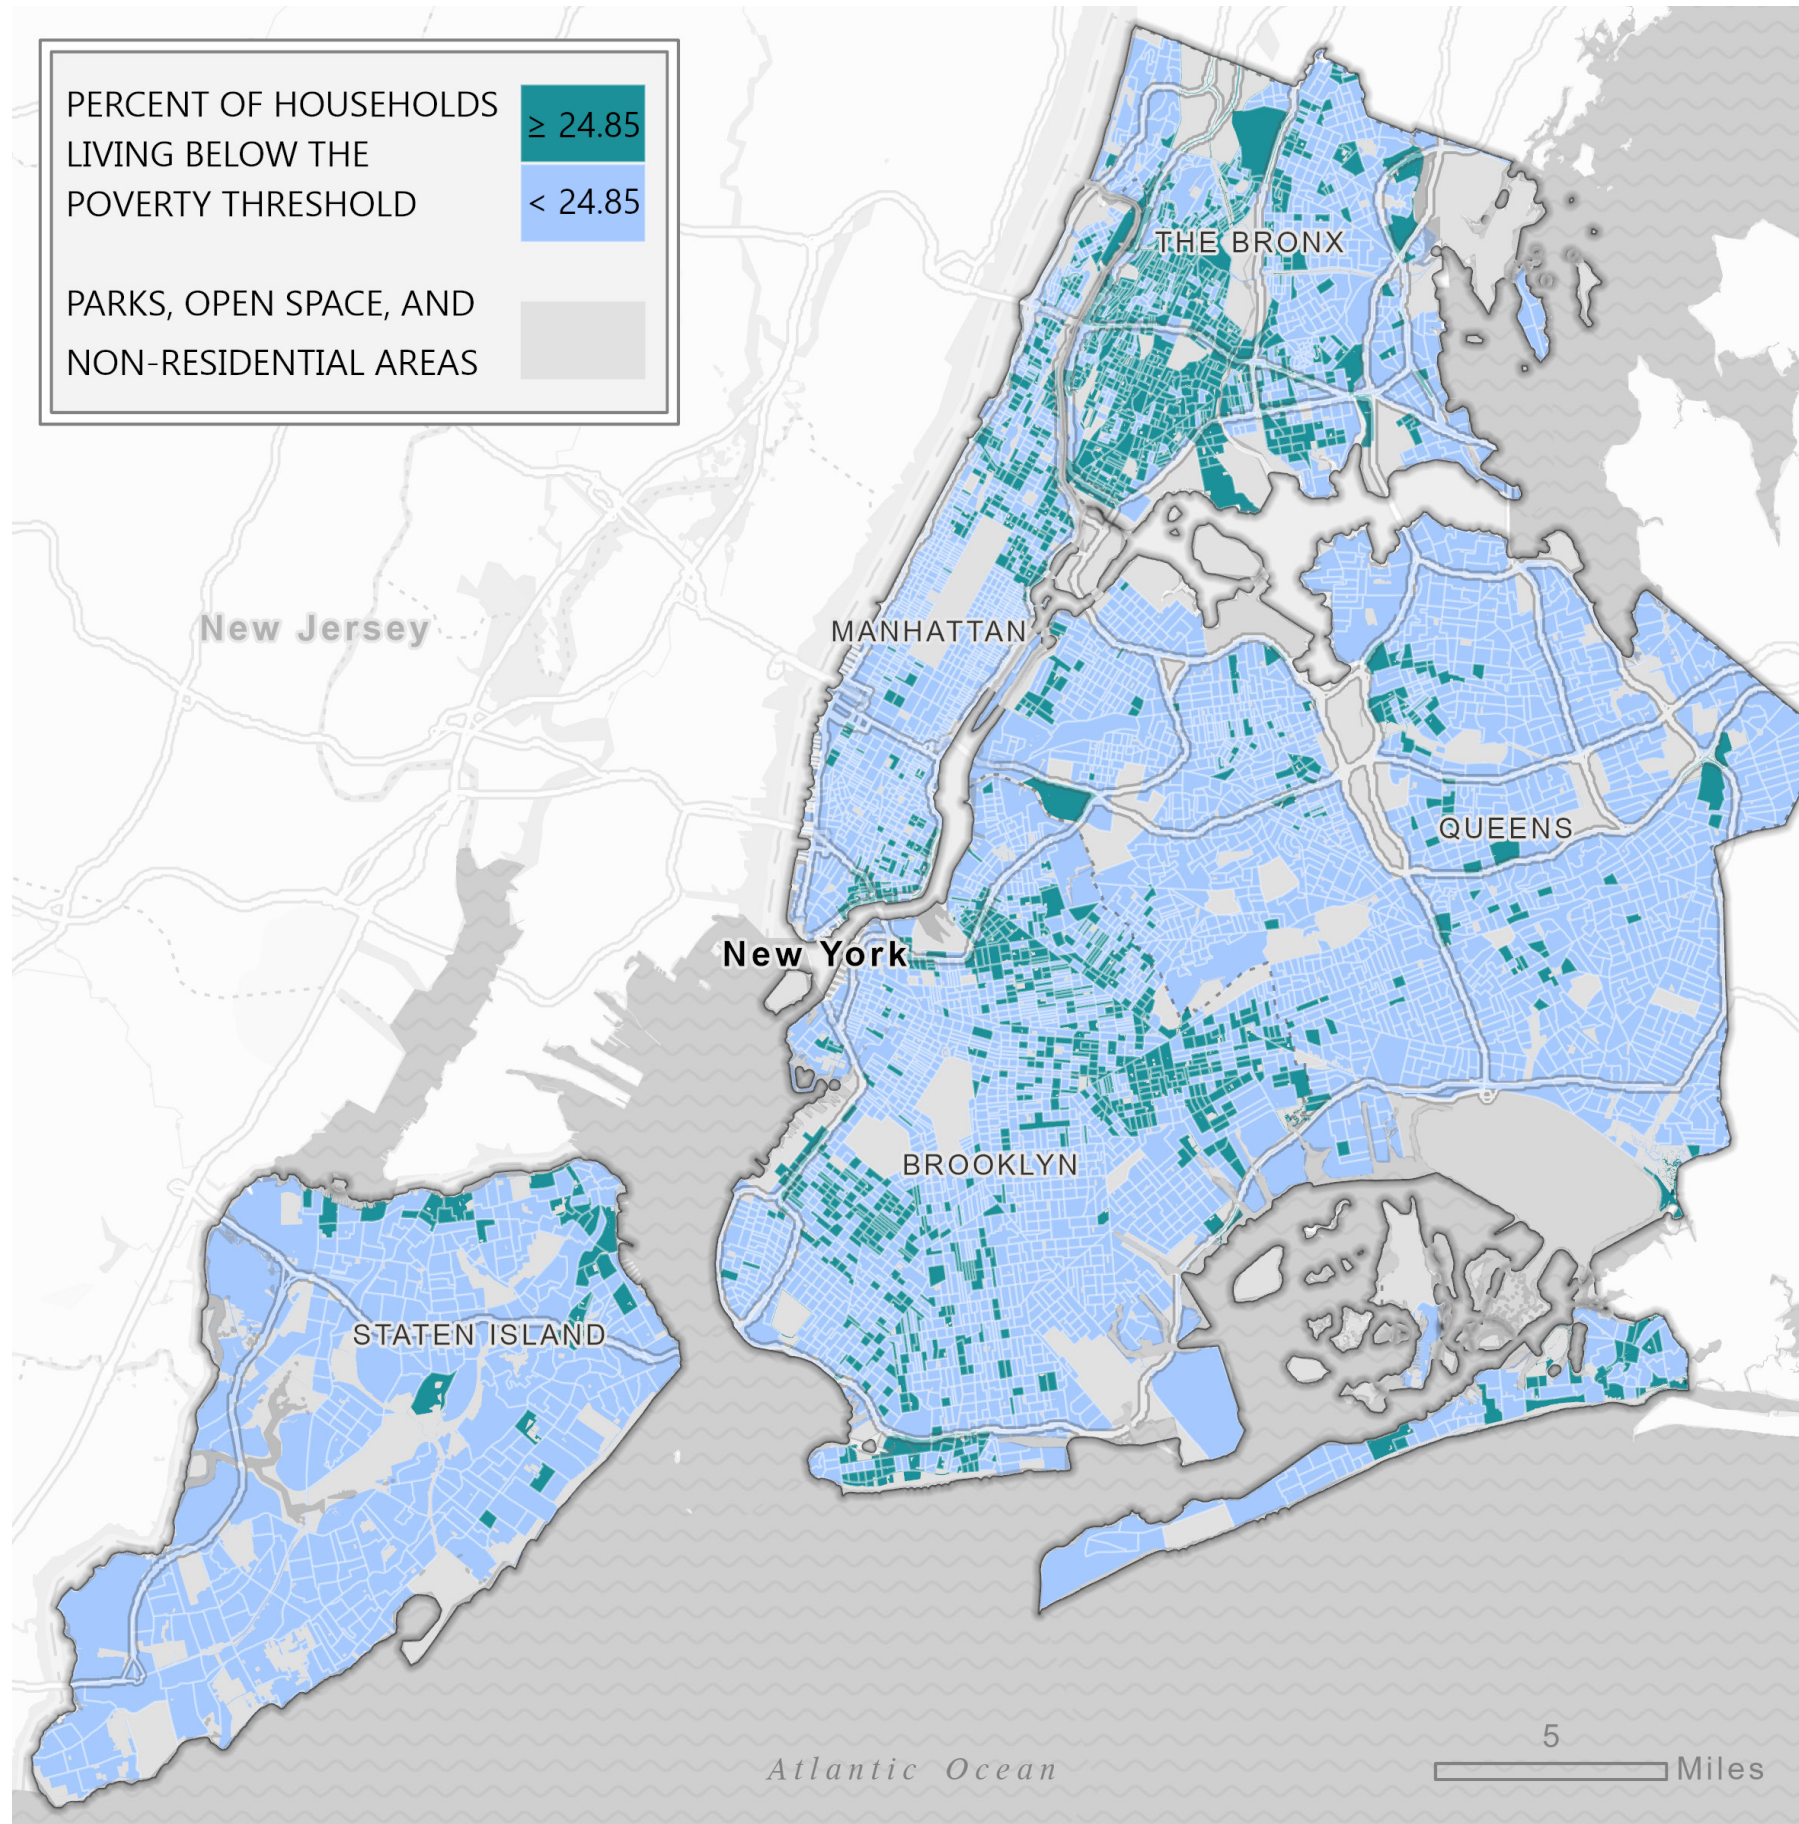 PERCENT OF HOUSEHOLDS
LIVING BELOW THE
POVERTY THRESHOLD
≥ 24.85
< 24.85
PARKS, OPEN SPACE, AND
NON-RESIDENTIAL AREAS
THE BRONX
New Jersey
MANHATTAN
QUEENS
New York
BROOKLYN
STATEN ISLAND
5
Atlantic Ocean
Miles